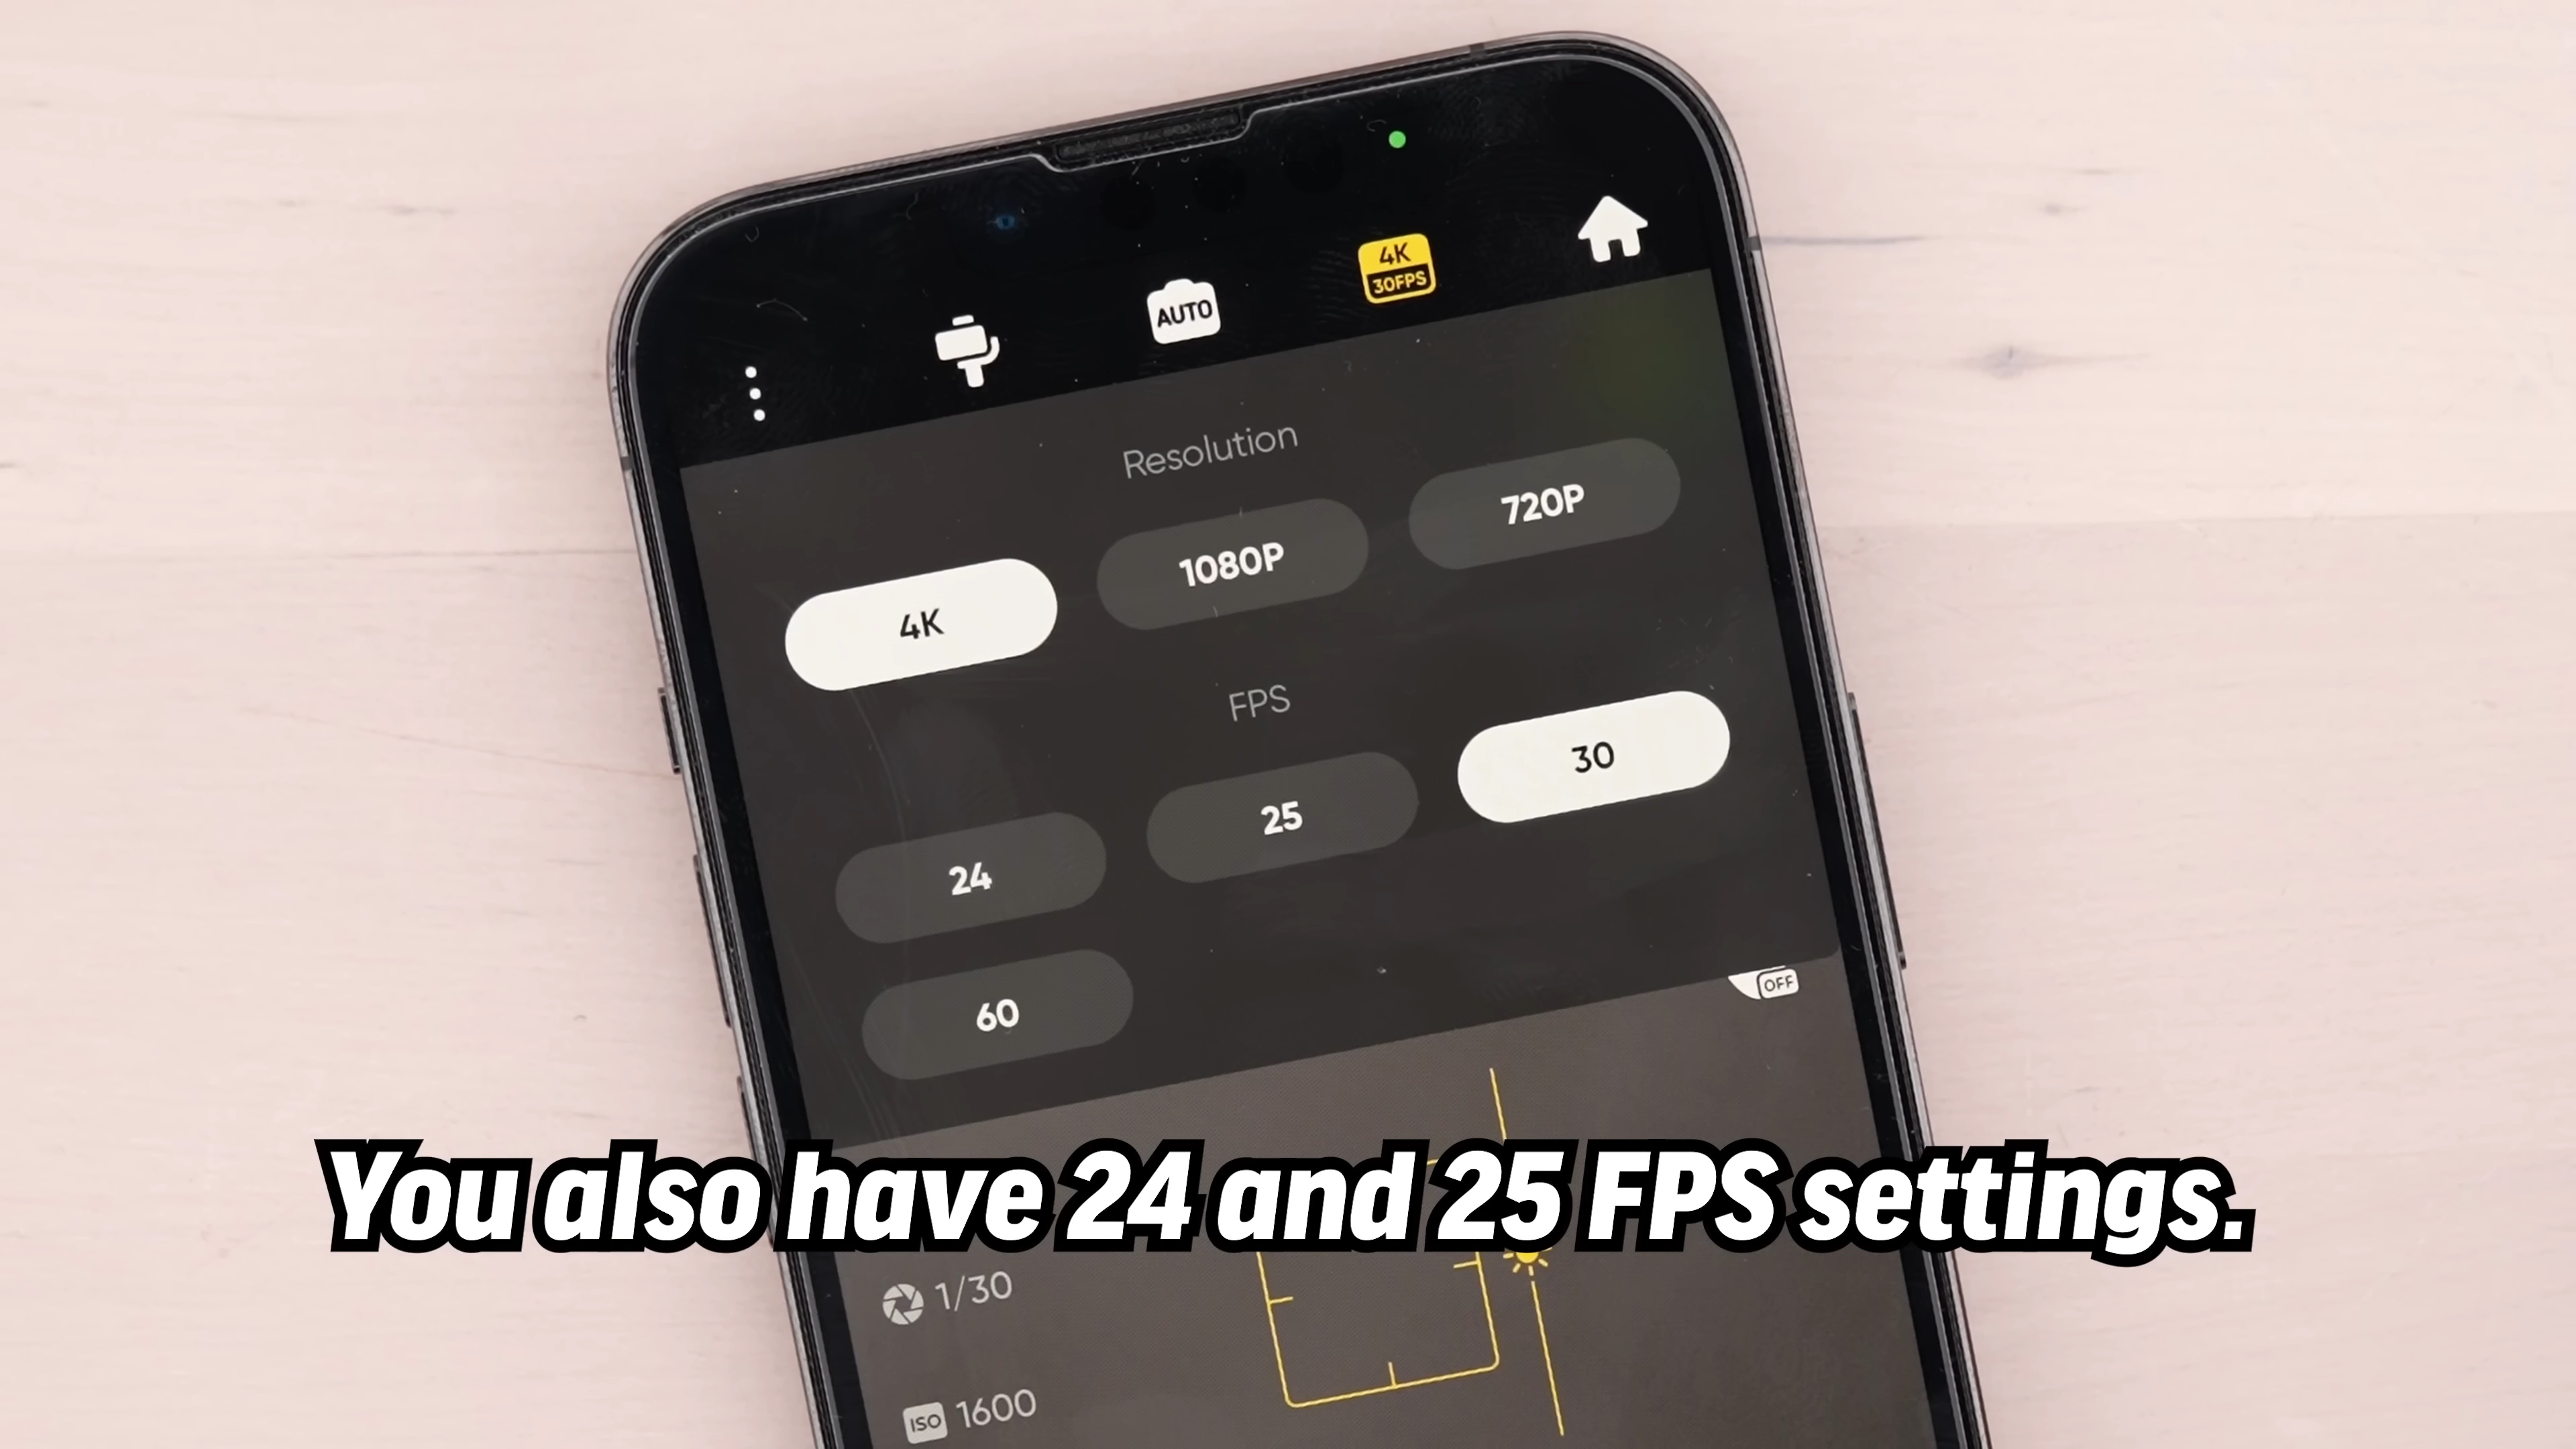 4K
30FPS
AUTO
Resolution
4K 1080P 720P
FPS
24 25 30
60
OFF
You also have 24 and 25 FPS settings.
1/30
ISO 1600